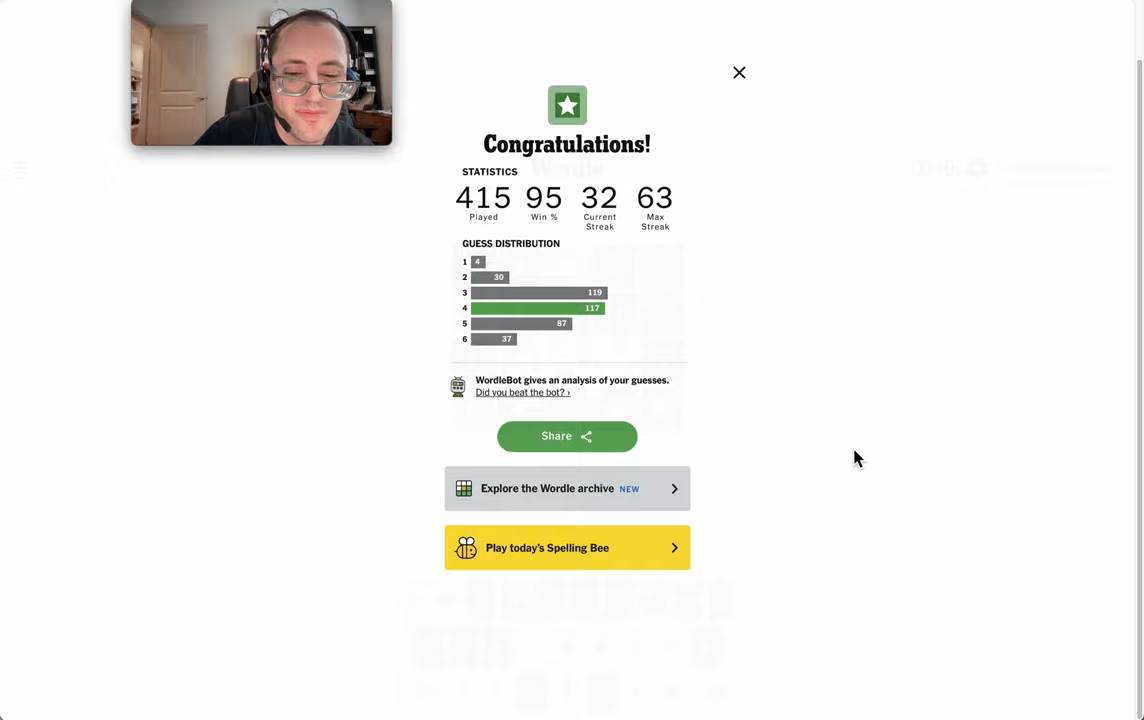 Congratulations!
Wordle
STATISTICS
415 95 32 63
Played Win % Current Streak Max Streak
GUESS DISTRIBUTION
1 4
2 30
3 119
4 117
5 87
6 37
WordleBot gives an analysis of your guesses.
Did you beat the bot? ›
Share
Explore the Wordle archive NEW
Play today's Spelling Bee